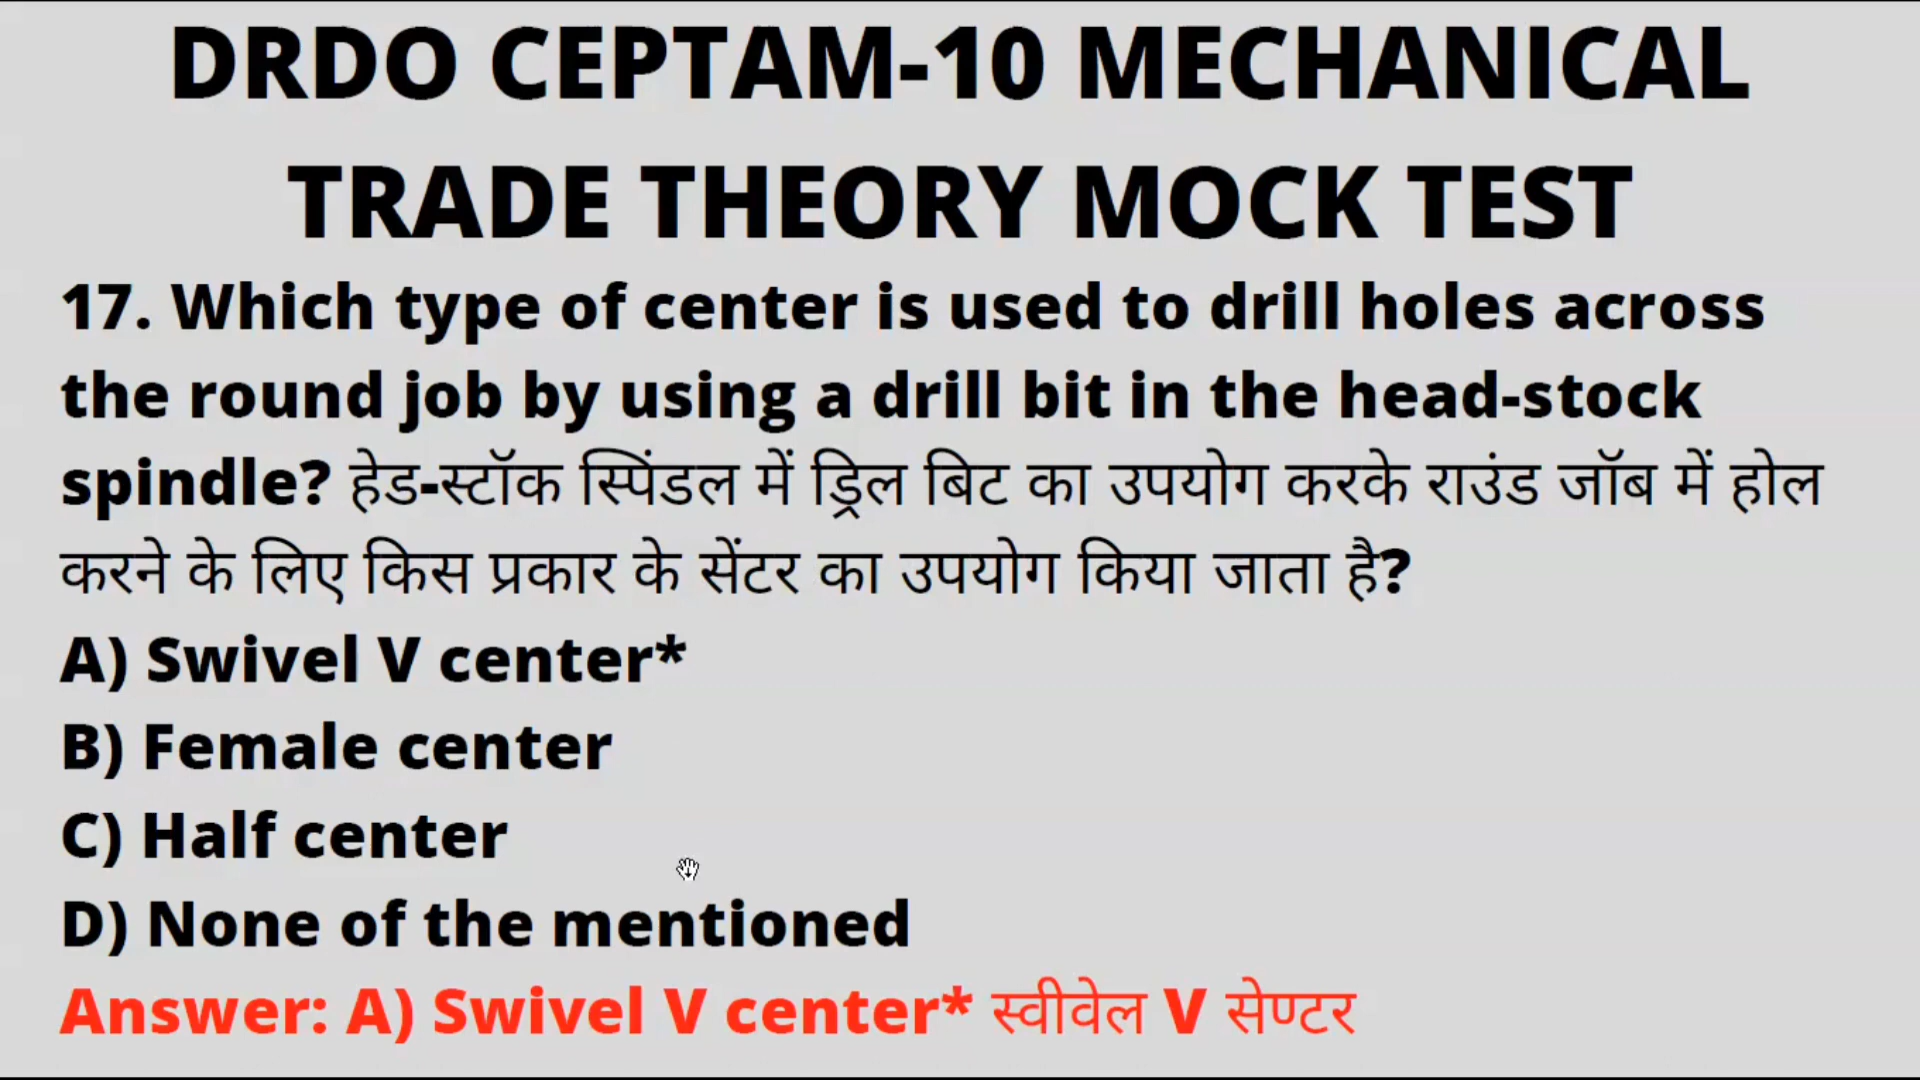 DRDO CEPTAM-10 MECHANICAL
TRADE THEORY MOCK TEST
17. Which type of center is used to drill holes across
the round job by using a drill bit in the head-stock
spindle? हेड-स्टॉक स्पिंडल में ड्रिल बिट का उपयोग करके राउंड जॉब में होल
करने के लिए किस प्रकार के सेंटर का उपयोग किया जाता है?
A) Swivel V center*
B) Female center
C) Half center
D) None of the mentioned
Answer: A) Swivel V center* स्वीवेल V सेण्टर